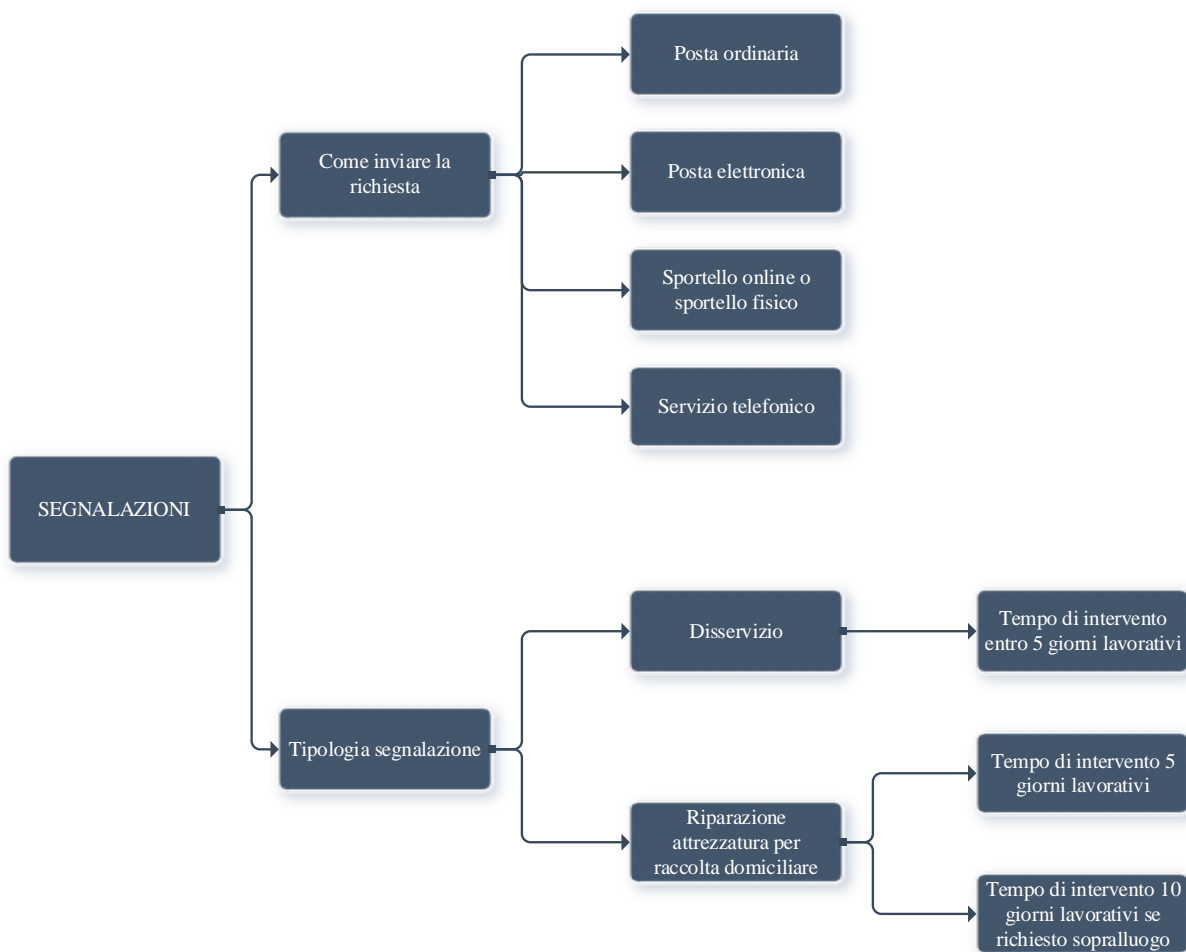 Posta ordinaria
Come inviare la
richiesta
Posta elettronica
Sportello online o
sportello fisico
Servizio telefonico
SEGNALAZIONI
Disservizio
Tempo di intervento
entro 5 giorni lavorativi
Tipologia segnalazione
Tempo di intervento 5
giorni lavorativi
Riparazione
attrezzatura per
raccolta domiciliare
Tempo di intervento 10
giorni lavorativi se
richiesto sopralluogo